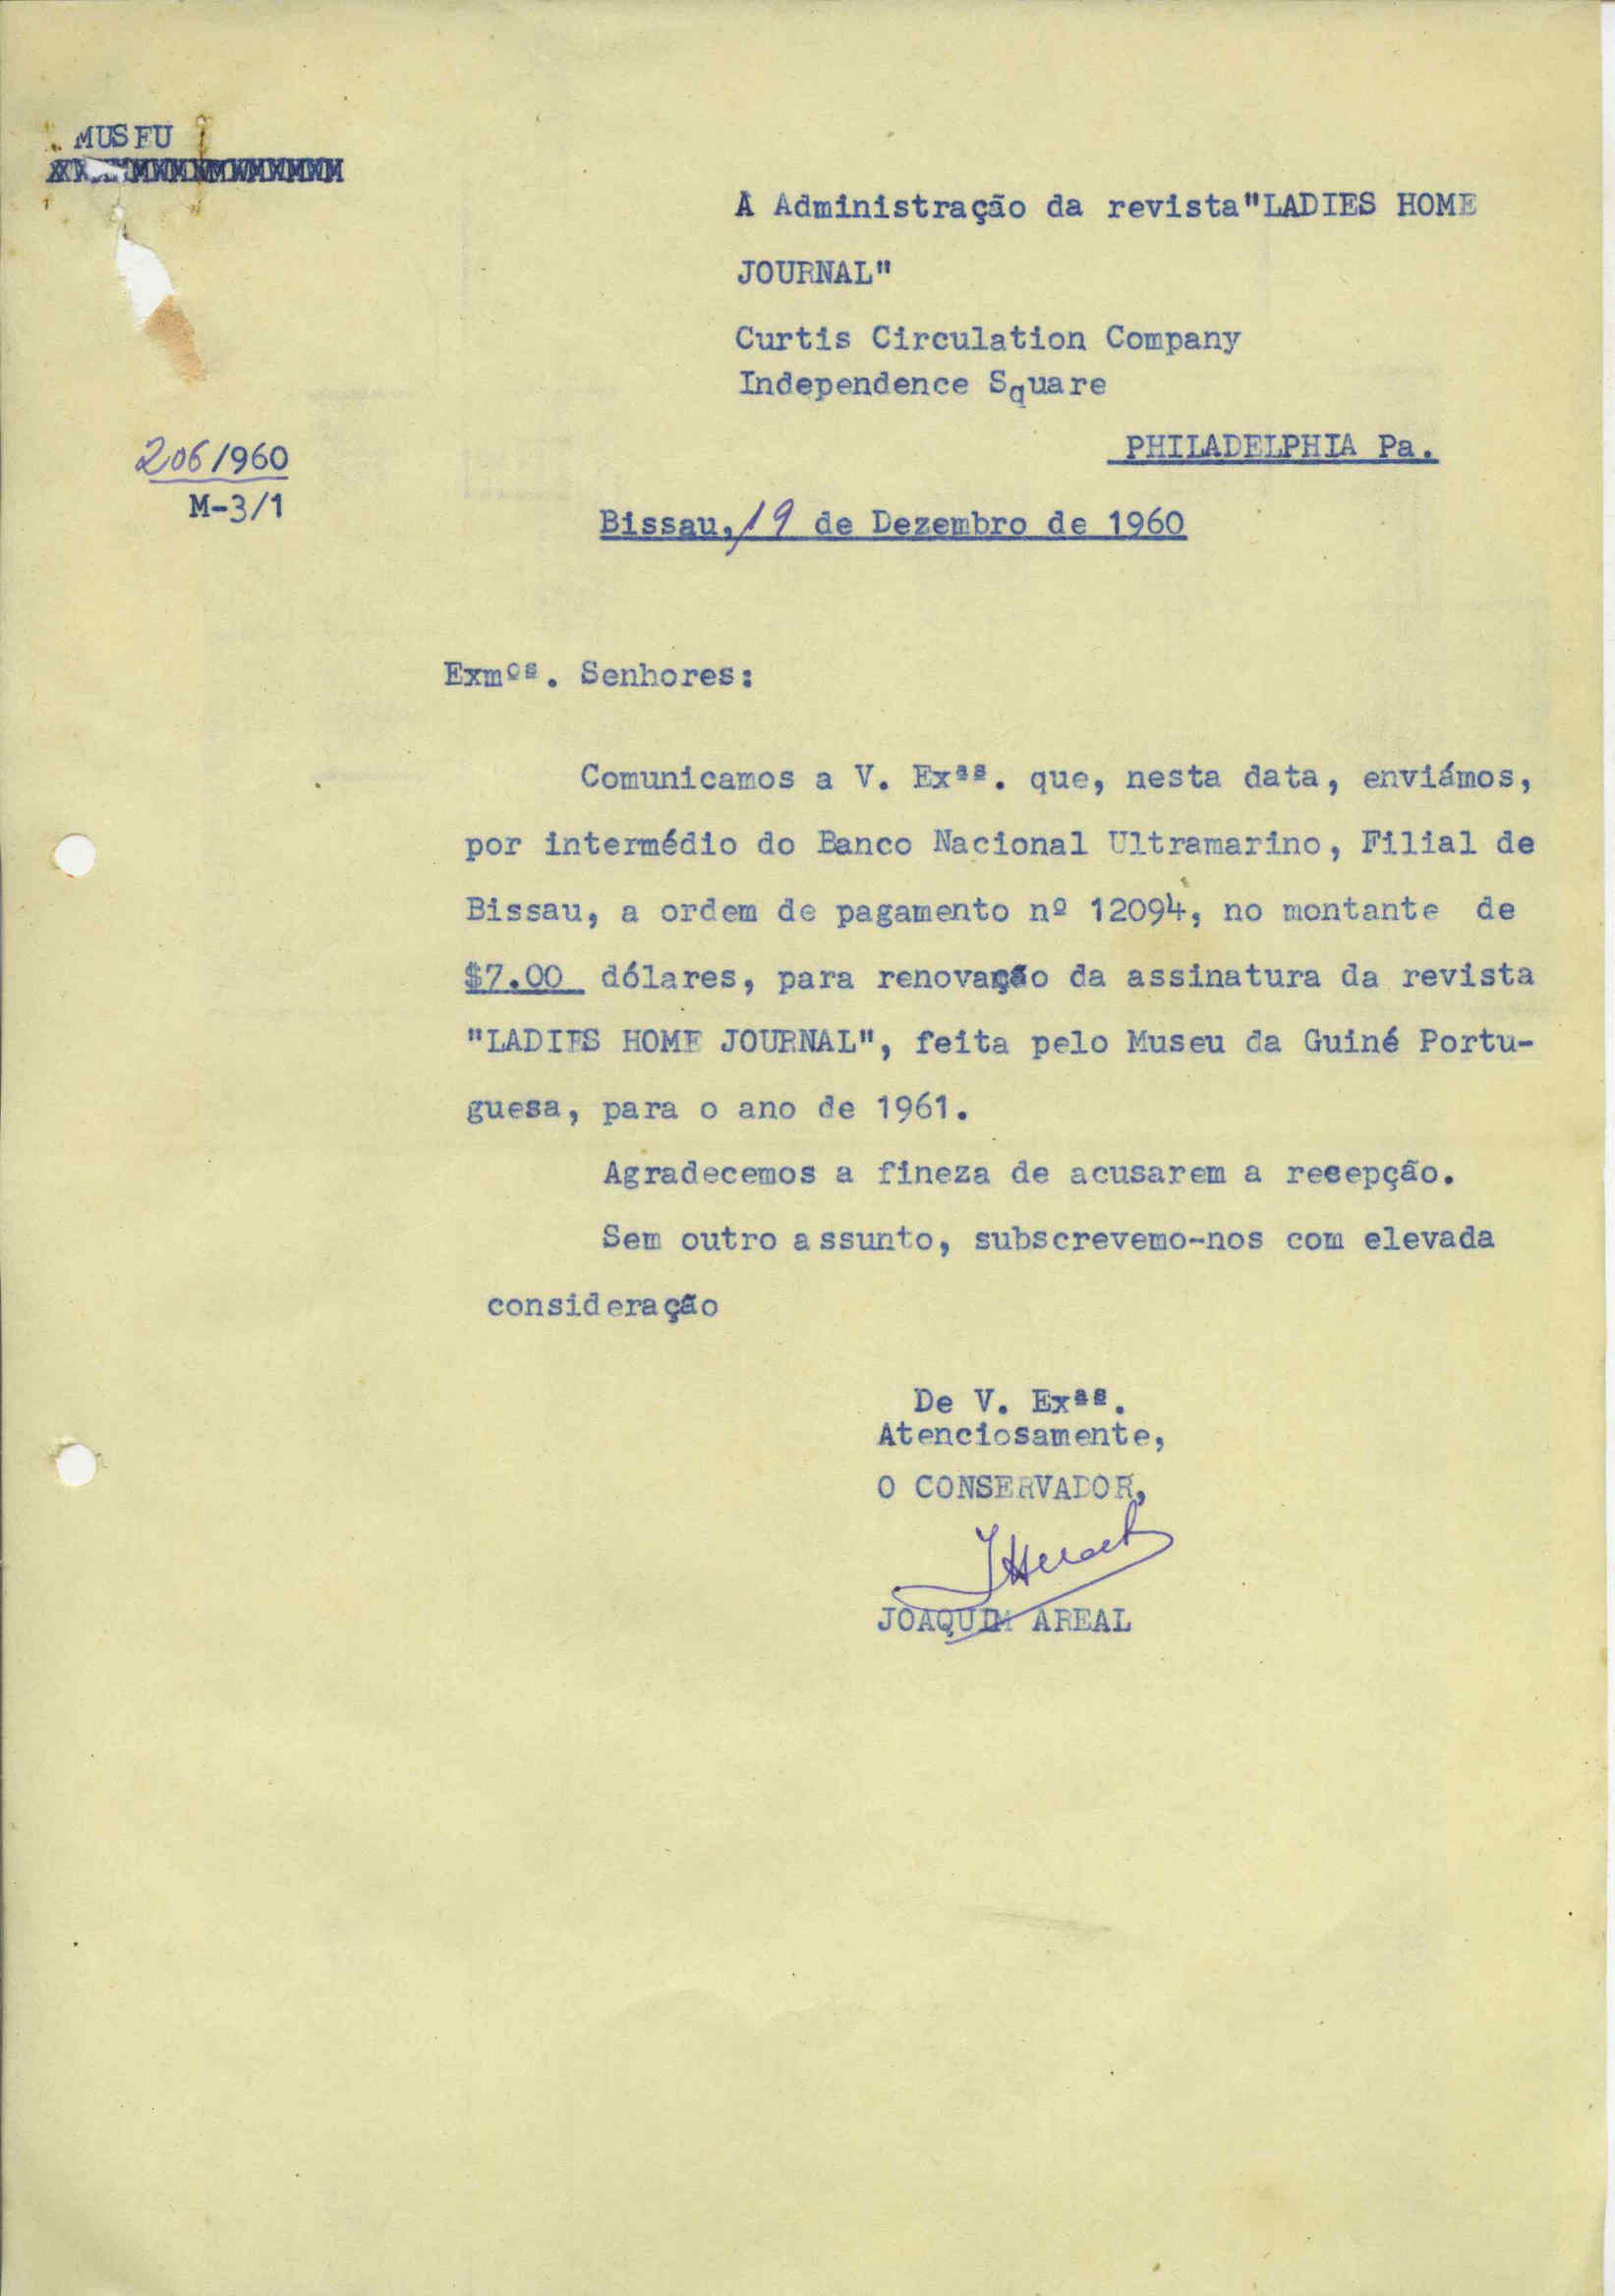 MUSEU
A Administração da revista"LADIES HOME
JOURNAL"
Curtis Circulation Company
Independence Square
PHILADELPHIA Pa.
206/960
M-3/1
Bissau, 19 de Dezembro de 1960
Exmºs. Senhores:
Comunicamos a V. Exªs. que, nesta data, enviámos,
por intermédio do Banco Nacional Ultramarino, Filial de
Bissau, a ordem de pagamento nº 12094, no montante de
$7.00 dólares, para renovação da assinatura da revista
"LADIES HOME JOURNAL", feita pelo Museu da Guiné Portu-
guesa, para o ano de 1961.
Agradecemos a fineza de acusarem a recepção.
Sem outro assunto, subscrevemo-nos com elevada
consideração
De V. Exªs.
Atenciosamente,
O CONSERVADOR,
JOAQUIM AREAL